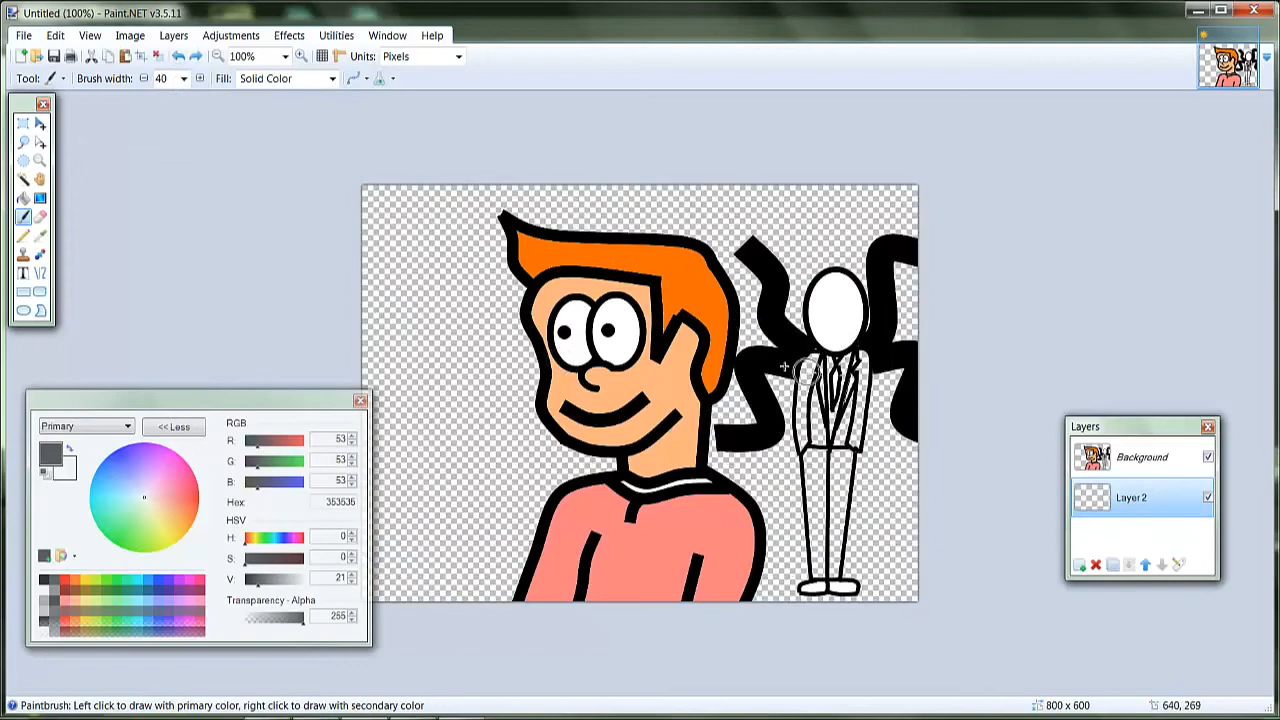 Untitled (100%) - Paint.NET v3.5.11
File Edit View Image Layers Adjustments Effects Utilities Window Help
100% Units: Pixels
Tool: Brush width: 40 Fill: Solid Color
Primary << Less
RGB
R: 53
G: 53
B: 53
Hex: 353535
HSV
H: 0
S: 0
V: 21
Transparency - Alpha
255
Layers
Background
Layer 2
Paintbrush: Left click to draw with primary color, right click to draw with secondary color 800 x 600 640, 269